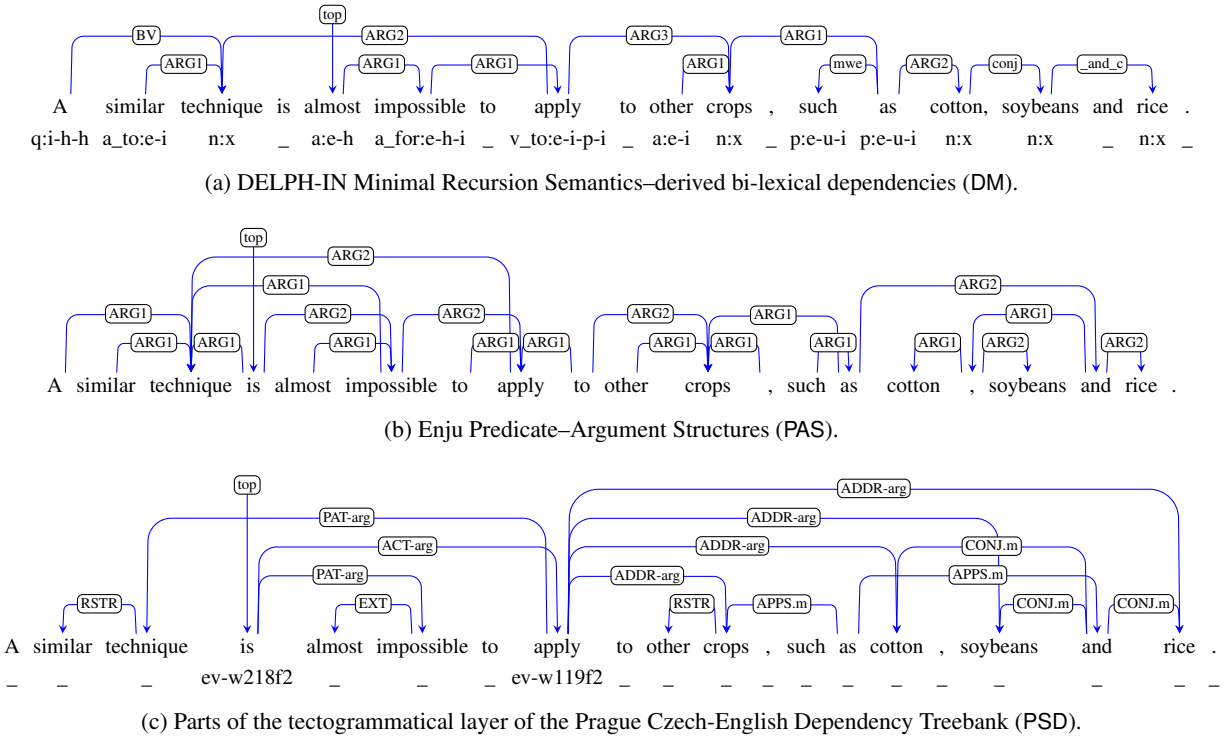 top
BV ARG2 ARG3 ARG1
ARG1 ARG1 ARG1 ARG1 mwe ARG2 conj _and_c
A similar technique is almost impossible to apply to other crops , such as cotton, soybeans and rice .
q:i-h-h a_to:e-i n:x _ a:e-h a_for:e-h-i _ v_to:e-i-p-i _ a:e-i n:x _ p:e-u-i p:e-u-i n:x n:x _ n:x _
(a) DELPH-IN Minimal Recursion Semantics–derived bi-lexical dependencies (DM).
top
ARG2
ARG1 ARG2
ARG1 ARG2 ARG2 ARG2 ARG1 ARG1
ARG1 ARG1 ARG1 ARG1 ARG1 ARG1 ARG1 ARG1 ARG1 ARG2 ARG2
A similar technique is almost impossible to apply to other crops , such as cotton , soybeans and rice .
(b) Enju Predicate–Argument Structures (PAS).
top ADDR-arg
PAT-arg ADDR-arg
ACT-arg ADDR-arg CONJ.m
PAT-arg ADDR-arg APPS.m
RSTR EXT RSTR APPS.m CONJ.m CONJ.m
A similar technique is almost impossible to apply to other crops , such as cotton , soybeans and rice .
_ _ _ ev-w218f2 _ _ _ ev-w119f2 _ _ _ _ _ _ _ _ _ _ _ _
(c) Parts of the tectogrammatical layer of the Prague Czech-English Dependency Treebank (PSD).